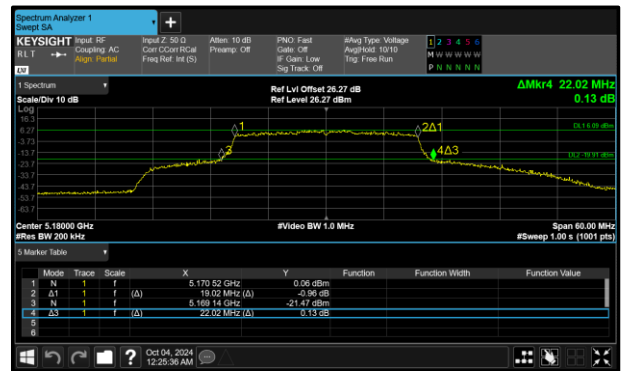 Spectrum Analyzer 1
Swept SA
+
KEYSIGHT Input: RF Input Z: 50 Ω Atten: 10 dB PNO: Fast #Avg Type: Voltage 1 2 3 4 5 6
RLT Coupling: AC Corr CCorr RCal Preamp: Off Gate: Off Avg|Hold: 10/10 M W W W W W
Align: Partial Freq Ref: Int (S) IF Gain: Low Trig: Free Run
Sig Track: Off P N N N N N
1 Spectrum
Ref Lvl Offset 26.27 dB ΔMkr4 22.02 MHz
Scale/Div 10 dB Ref Level 26.27 dBm 0.13 dB
Log
16.3
6.27 1 2Δ1 DL1 6.09 dBm
-3.73
-13.7 3 4Δ3 DL2 -19.91 dBm
-23.7
-33.7
-43.7
-53.7
-63.7
Center 5.18000 GHz #Video BW 1.0 MHz Span 60.00 MHz
#Res BW 200 kHz #Sweep 1.00 s (1001 pts)
5 Marker Table
Mode Trace Scale X Y Function Function Width Function Value
1 N 1 f 5.170 52 GHz 0.06 dBm
2 Δ1 1 f (Δ) 19.02 MHz (Δ) -0.96 dB
3 N 1 f 5.169 14 GHz -21.47 dBm
4 Δ3 1 f (Δ) 22.02 MHz (Δ) 0.13 dB
5
6
? Oct 04, 2024
12:25:36 AM